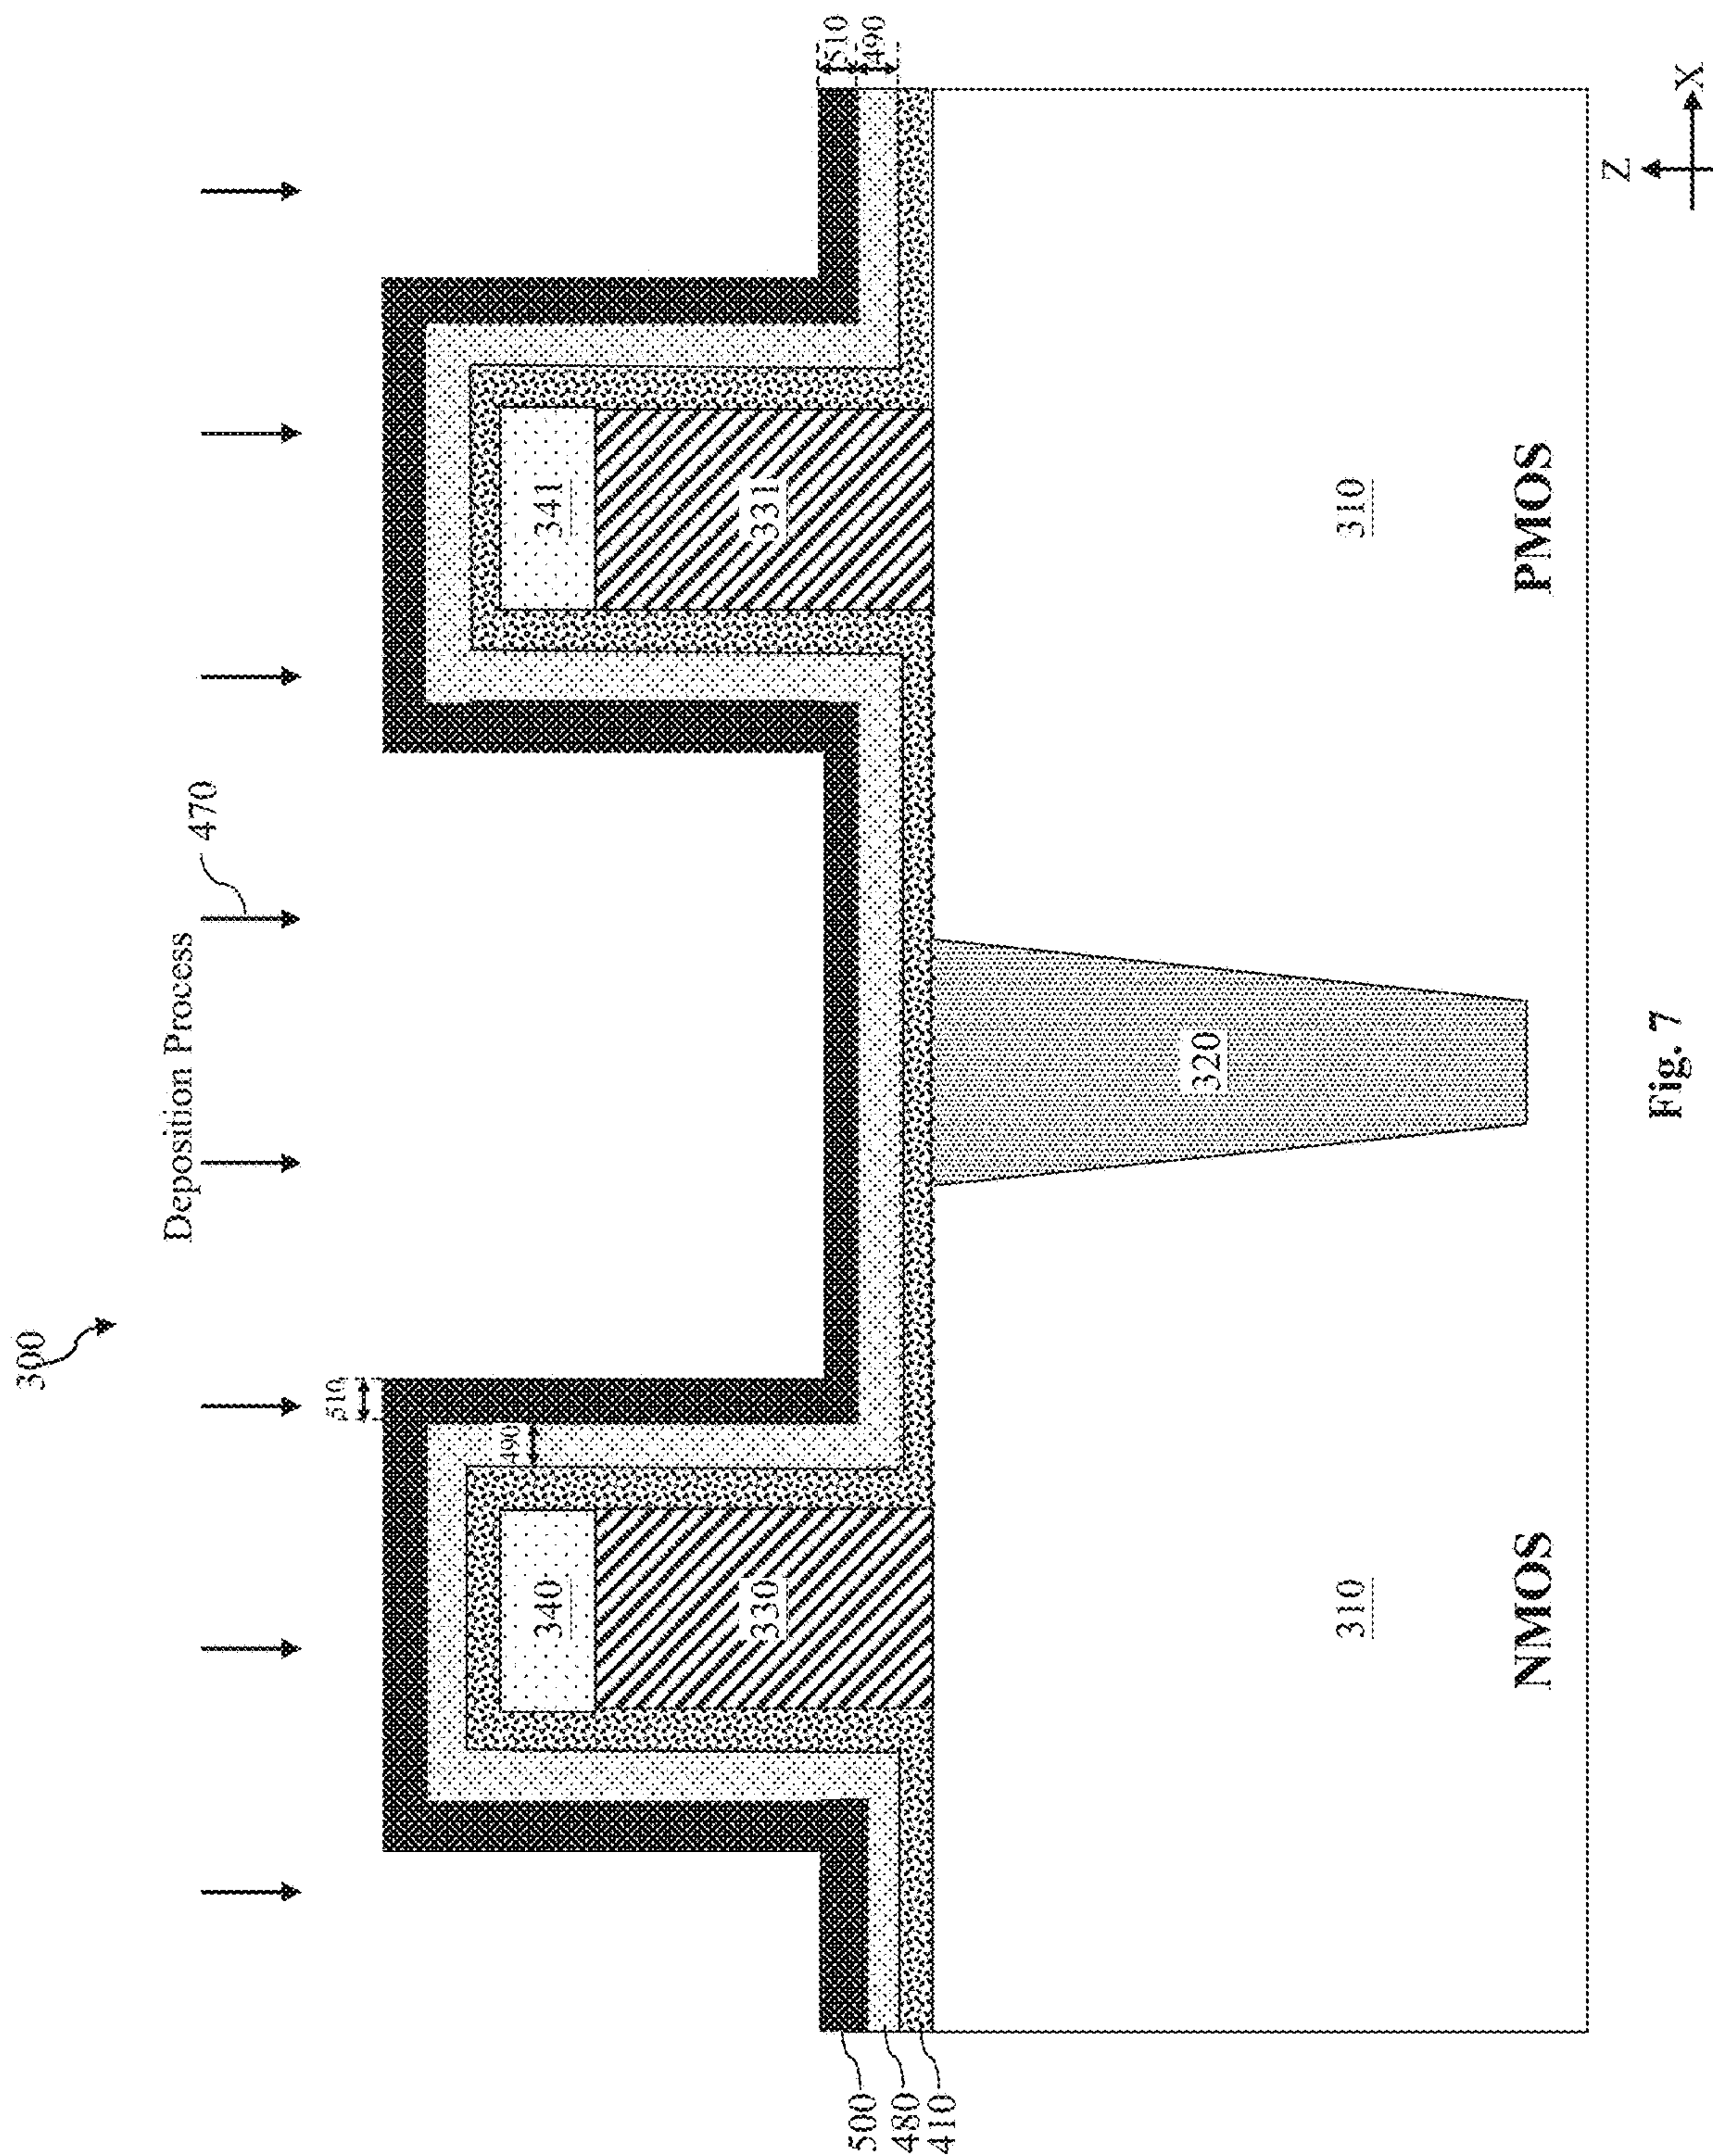 300
Deposition Process
470
510
490
510
490
340
341
330
331
500
480
410
320
310
310
NMOS
PMOS
Z
X
Fig. 7